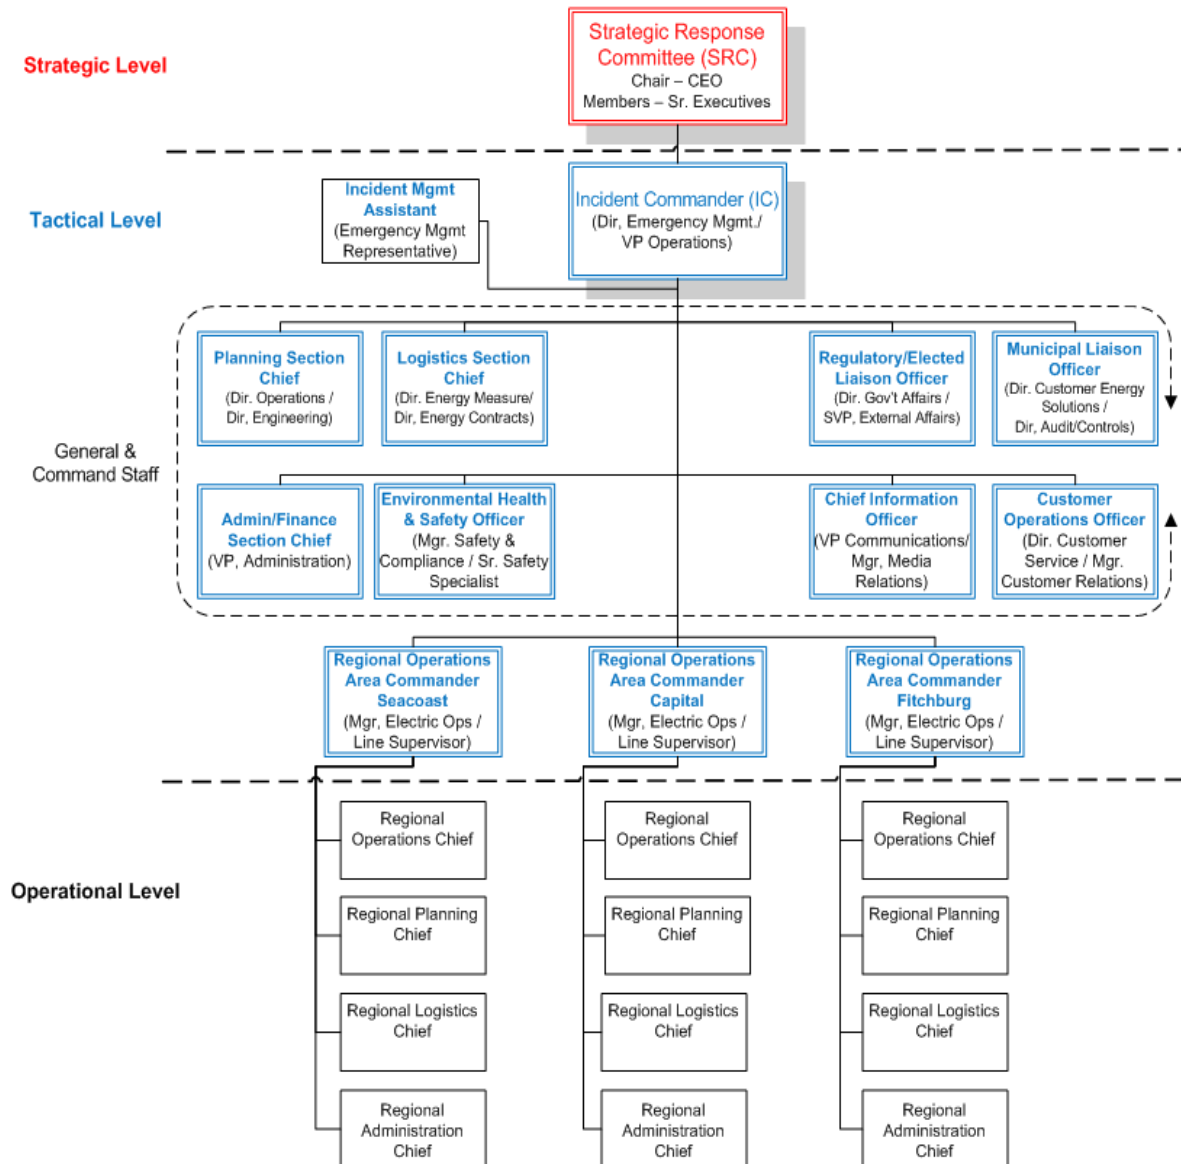 Strategic Response
Committee (SRC)
Chair – CEO
Members – Sr. Executives
Strategic Level
Tactical Level
Incident Mgmt
Assistant
(Emergency Mgmt
Representative)
Incident Commander (IC)
(Dir, Emergency Mgmt./
VP Operations)
General &
Command Staff
Planning Section
Chief
(Dir. Operations /
Dir, Engineering)
Logistics Section
Chief
(Dir. Energy Measure/
Dir, Energy Contracts)
Regulatory/Elected
Liaison Officer
(Dir. Gov't Affairs /
SVP, External Affairs)
Municipal Liaison
Officer
(Dir. Customer Energy
Solutions /
Dir, Audit/Controls)
Admin/Finance
Section Chief
(VP, Administration)
Environmental Health
& Safety Officer
(Mgr. Safety &
Compliance / Sr. Safety
Specialist
Chief Information
Officer
(VP Communications/
Mgr, Media
Relations)
Customer
Operations Officer
(Dir. Customer
Service / Mgr.
Customer Relations)
Regional Operations
Area Commander
Seacoast
(Mgr, Electric Ops /
Line Supervisor)
Regional Operations
Area Commander
Capital
(Mgr, Electric Ops /
Line Supervisor)
Regional Operations
Area Commander
Fitchburg
(Mgr, Electric Ops /
Line Supervisor)
Operational Level
Regional
Operations Chief
Regional Planning
Chief
Regional Logistics
Chief
Regional
Administration
Chief
Regional
Operations Chief
Regional Planning
Chief
Regional Logistics
Chief
Regional
Administration
Chief
Regional
Operations Chief
Regional Planning
Chief
Regional Logistics
Chief
Regional
Administration
Chief